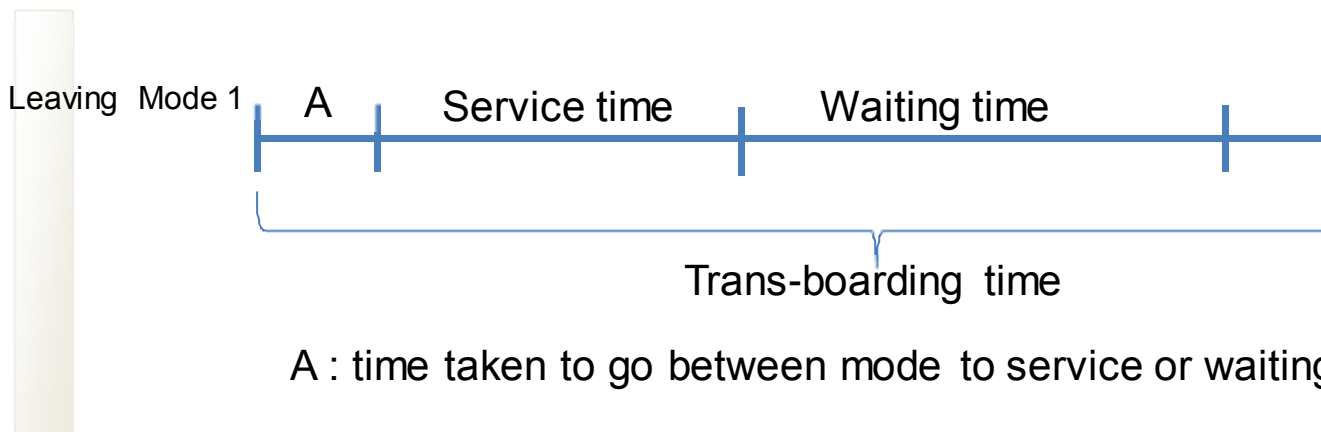 Leaving Mode 1
A Service time Waiting time
Trans-boarding time
A : time taken to go between mode to service or waiting